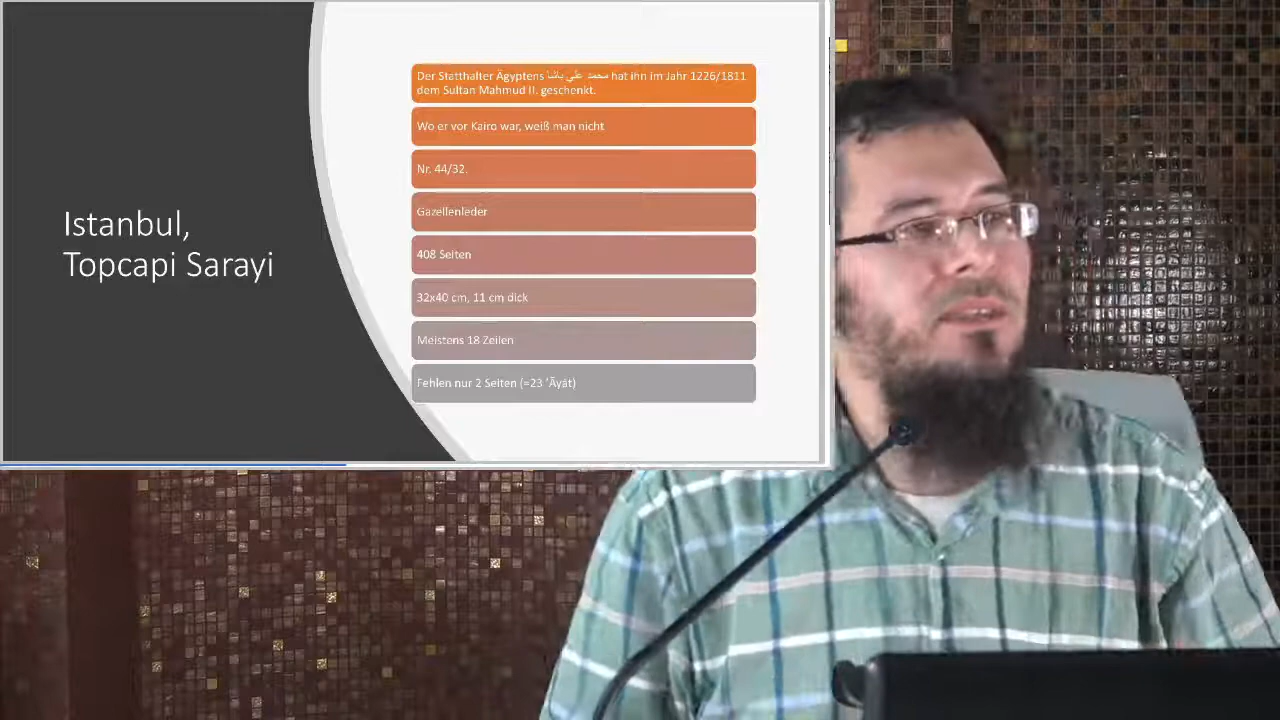 Istanbul,
Topcapi Sarayi
Der Statthalter Ägyptens محمد علي باشا hat ihn im Jahr 1226/1811
dem Sultan Mahmud II. geschenkt.
Wo er vor Kairo war, weiß man nicht
Nr. 44/32.
Gazellenleder
408 Seiten
32x40 cm, 11 cm dick
Meistens 18 Zeilen
Fehlen nur 2 Seiten (=23 'Āyāt)